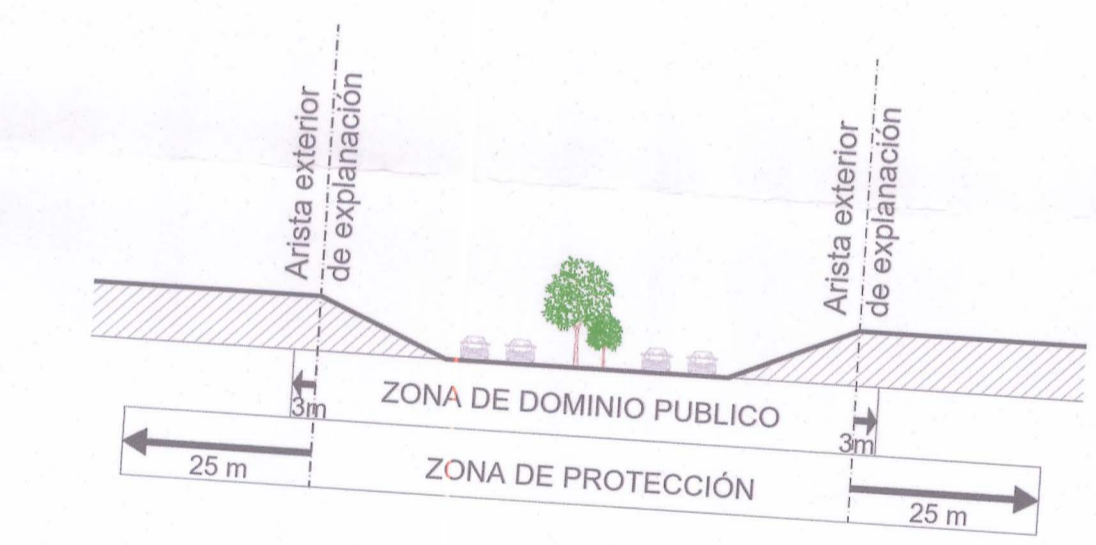 Arista exterior
de explanación
Arista exterior
de explanación
3m
ZONA DE DOMINIO PUBLICO
3m
25 m
ZONA DE PROTECCIÓN
25 m